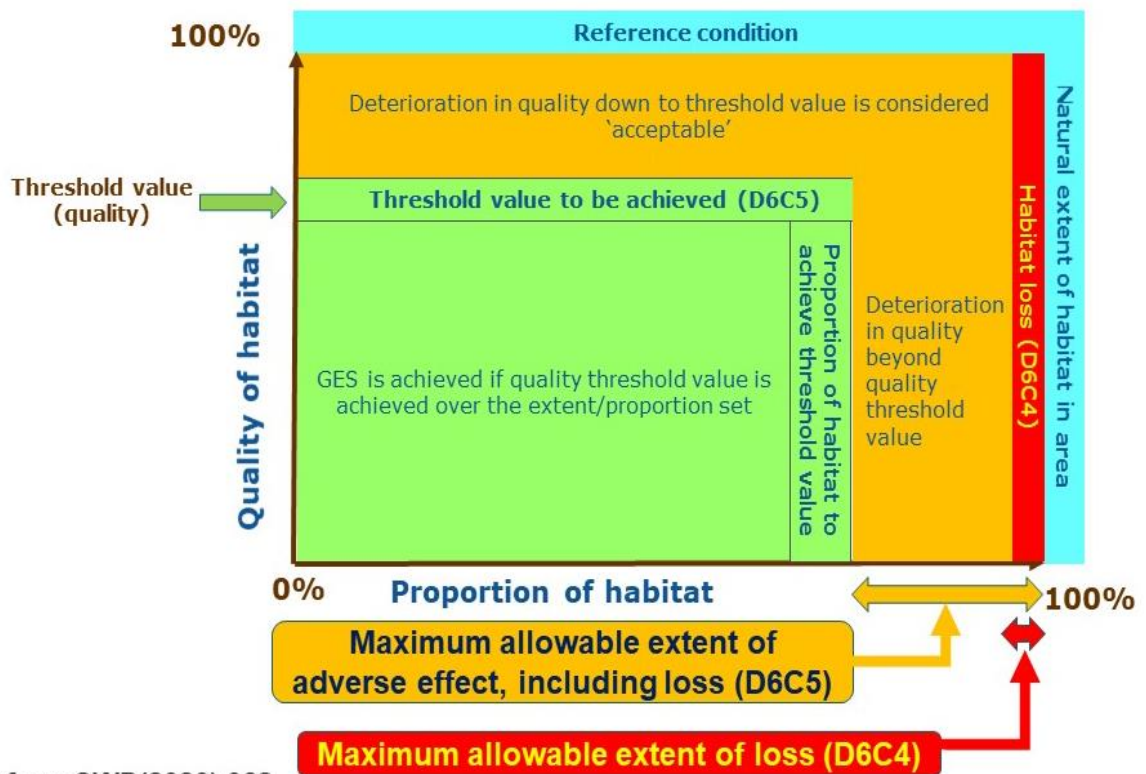 Reference condition
100%
Deterioration in quality down to threshold value is considered
‘acceptable’
Threshold value
(quality)
Threshold value to be achieved (D6C5)
Quality of habitat
GES is achieved if quality threshold value is
achieved over the extent/proportion set
Proportion of habitat to
achieve threshold value
Deterioration
in quality
beyond
quality
threshold
value
Habitat loss (D6C4)
Natural extent of habitat in area
0%
Proportion of habitat
100%
Maximum allowable extent of
adverse effect, including loss (D6C5)
Maximum allowable extent of loss (D6C4)